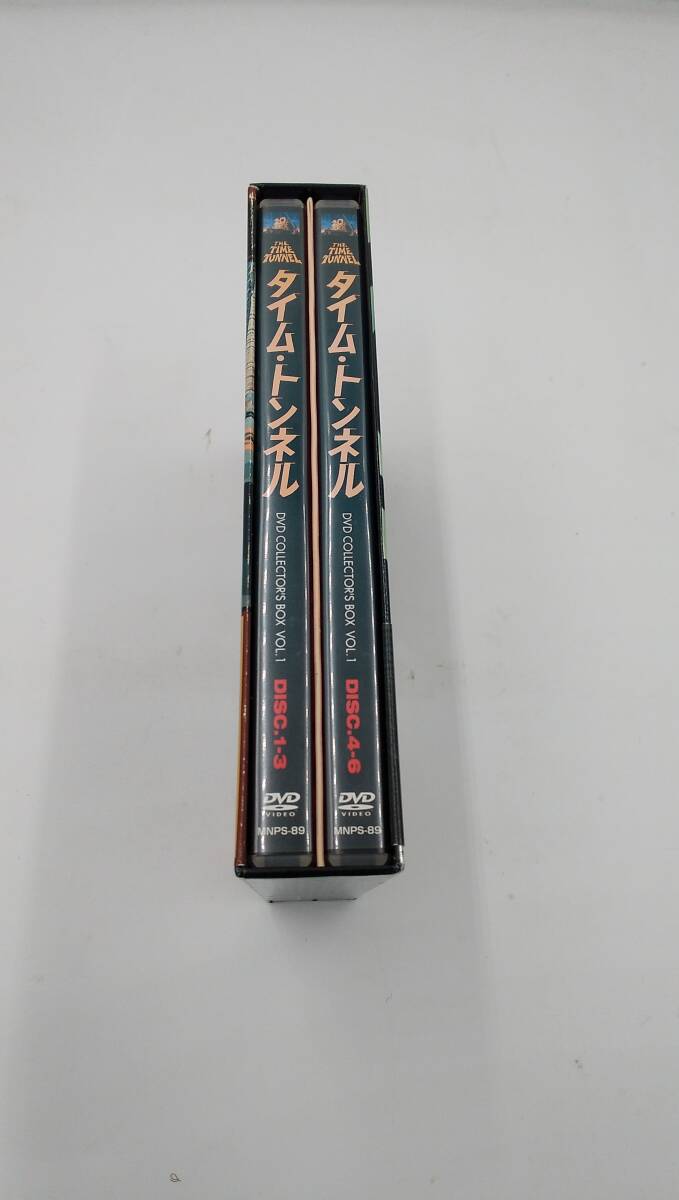 THE
TIME
TUNNEL
タイム・トンネル
DVD COLLECTOR'S BOX VOL.1
DISC.1-3
DVD
VIDEO
MNPS-89
THE
TIME
TUNNEL
タイム・トンネル
DVD COLLECTOR'S BOX VOL.1
DISC.4-6
DVD
VIDEO
MNPS-89